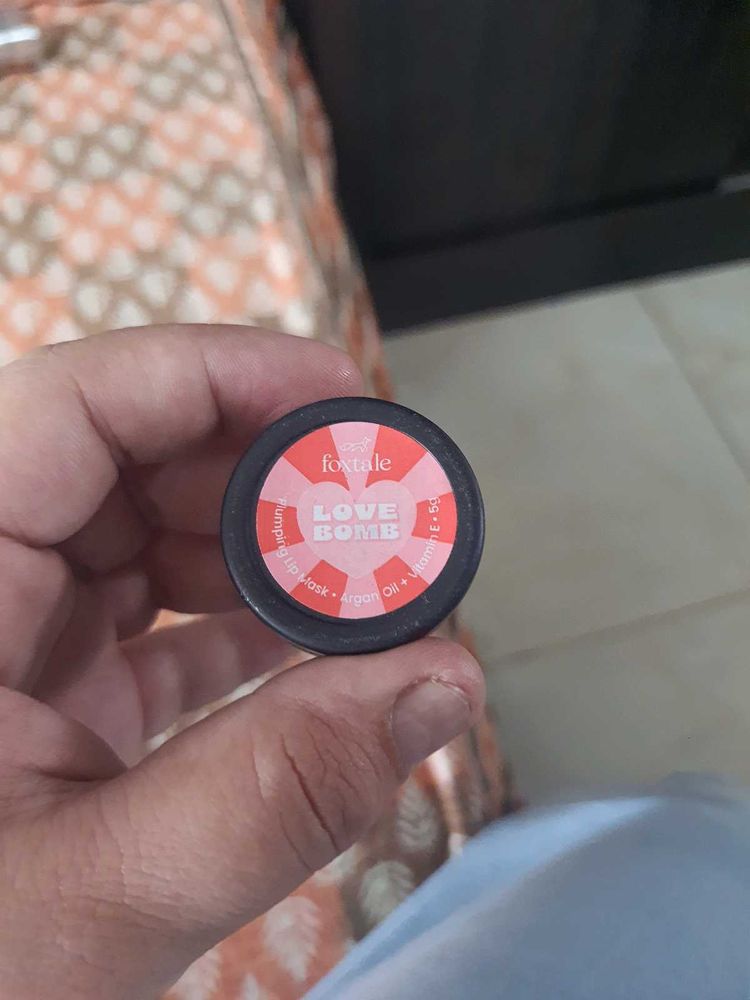 foxtale
LOVE
BOMB
Plumping Lip Mask • Argan Oil + Vitamin E • 5g